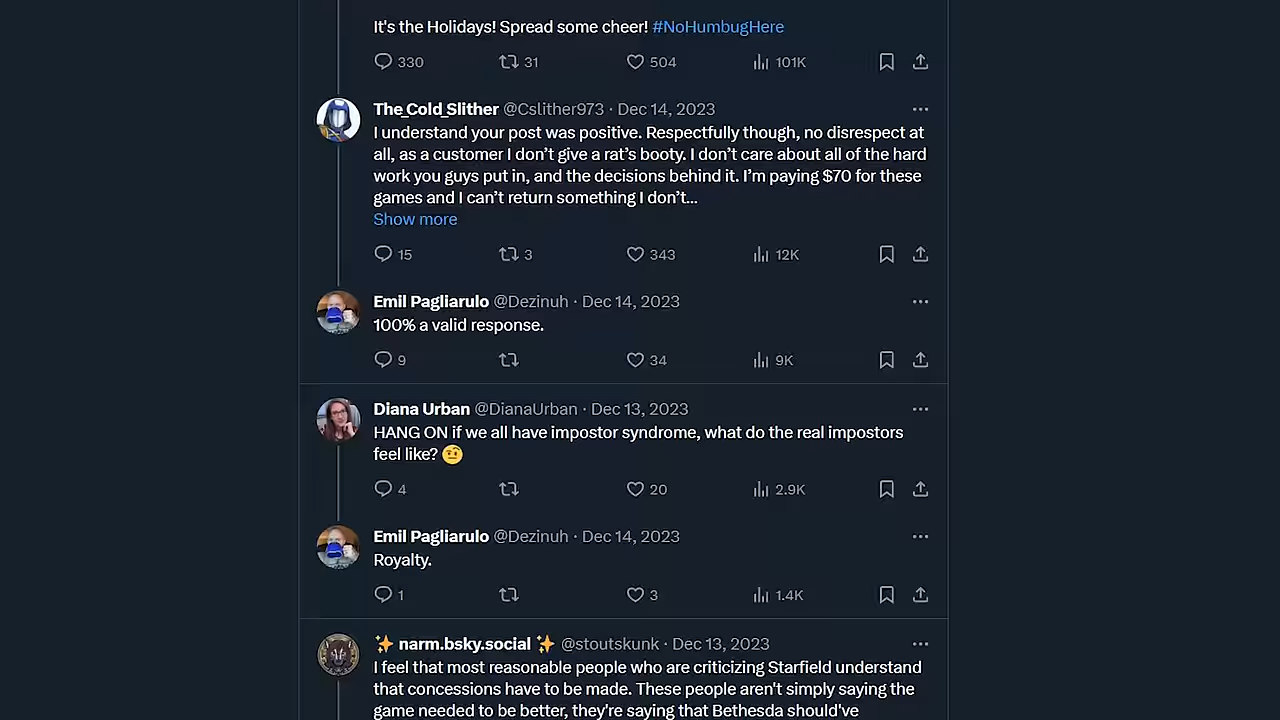 It's the Holidays! Spread some cheer! #NoHumbugHere
330 31 504 101K
The_Cold_Slither @Cslither973 · Dec 14, 2023
I understand your post was positive. Respectfully though, no disrespect at
all, as a customer I don’t give a rat’s booty. I don’t care about all of the hard
work you guys put in, and the decisions behind it. I’m paying $70 for these
games and I can’t return something I don’t...
Show more
15 3 343 12K
Emil Pagliarulo @Dezinuh · Dec 14, 2023
100% a valid response.
9 34 9K
Diana Urban @DianaUrban · Dec 13, 2023
HANG ON if we all have impostor syndrome, what do the real impostors
feel like? 🤨
4 20 2.9K
Emil Pagliarulo @Dezinuh · Dec 14, 2023
Royalty.
1 3 1.4K
✨ narm.bsky.social ✨ @stoutskunk · Dec 13, 2023
I feel that most reasonable people who are criticizing Starfield understand
that concessions have to be made. These people aren't simply saying the
game needed to be better, they're saying that Bethesda should've